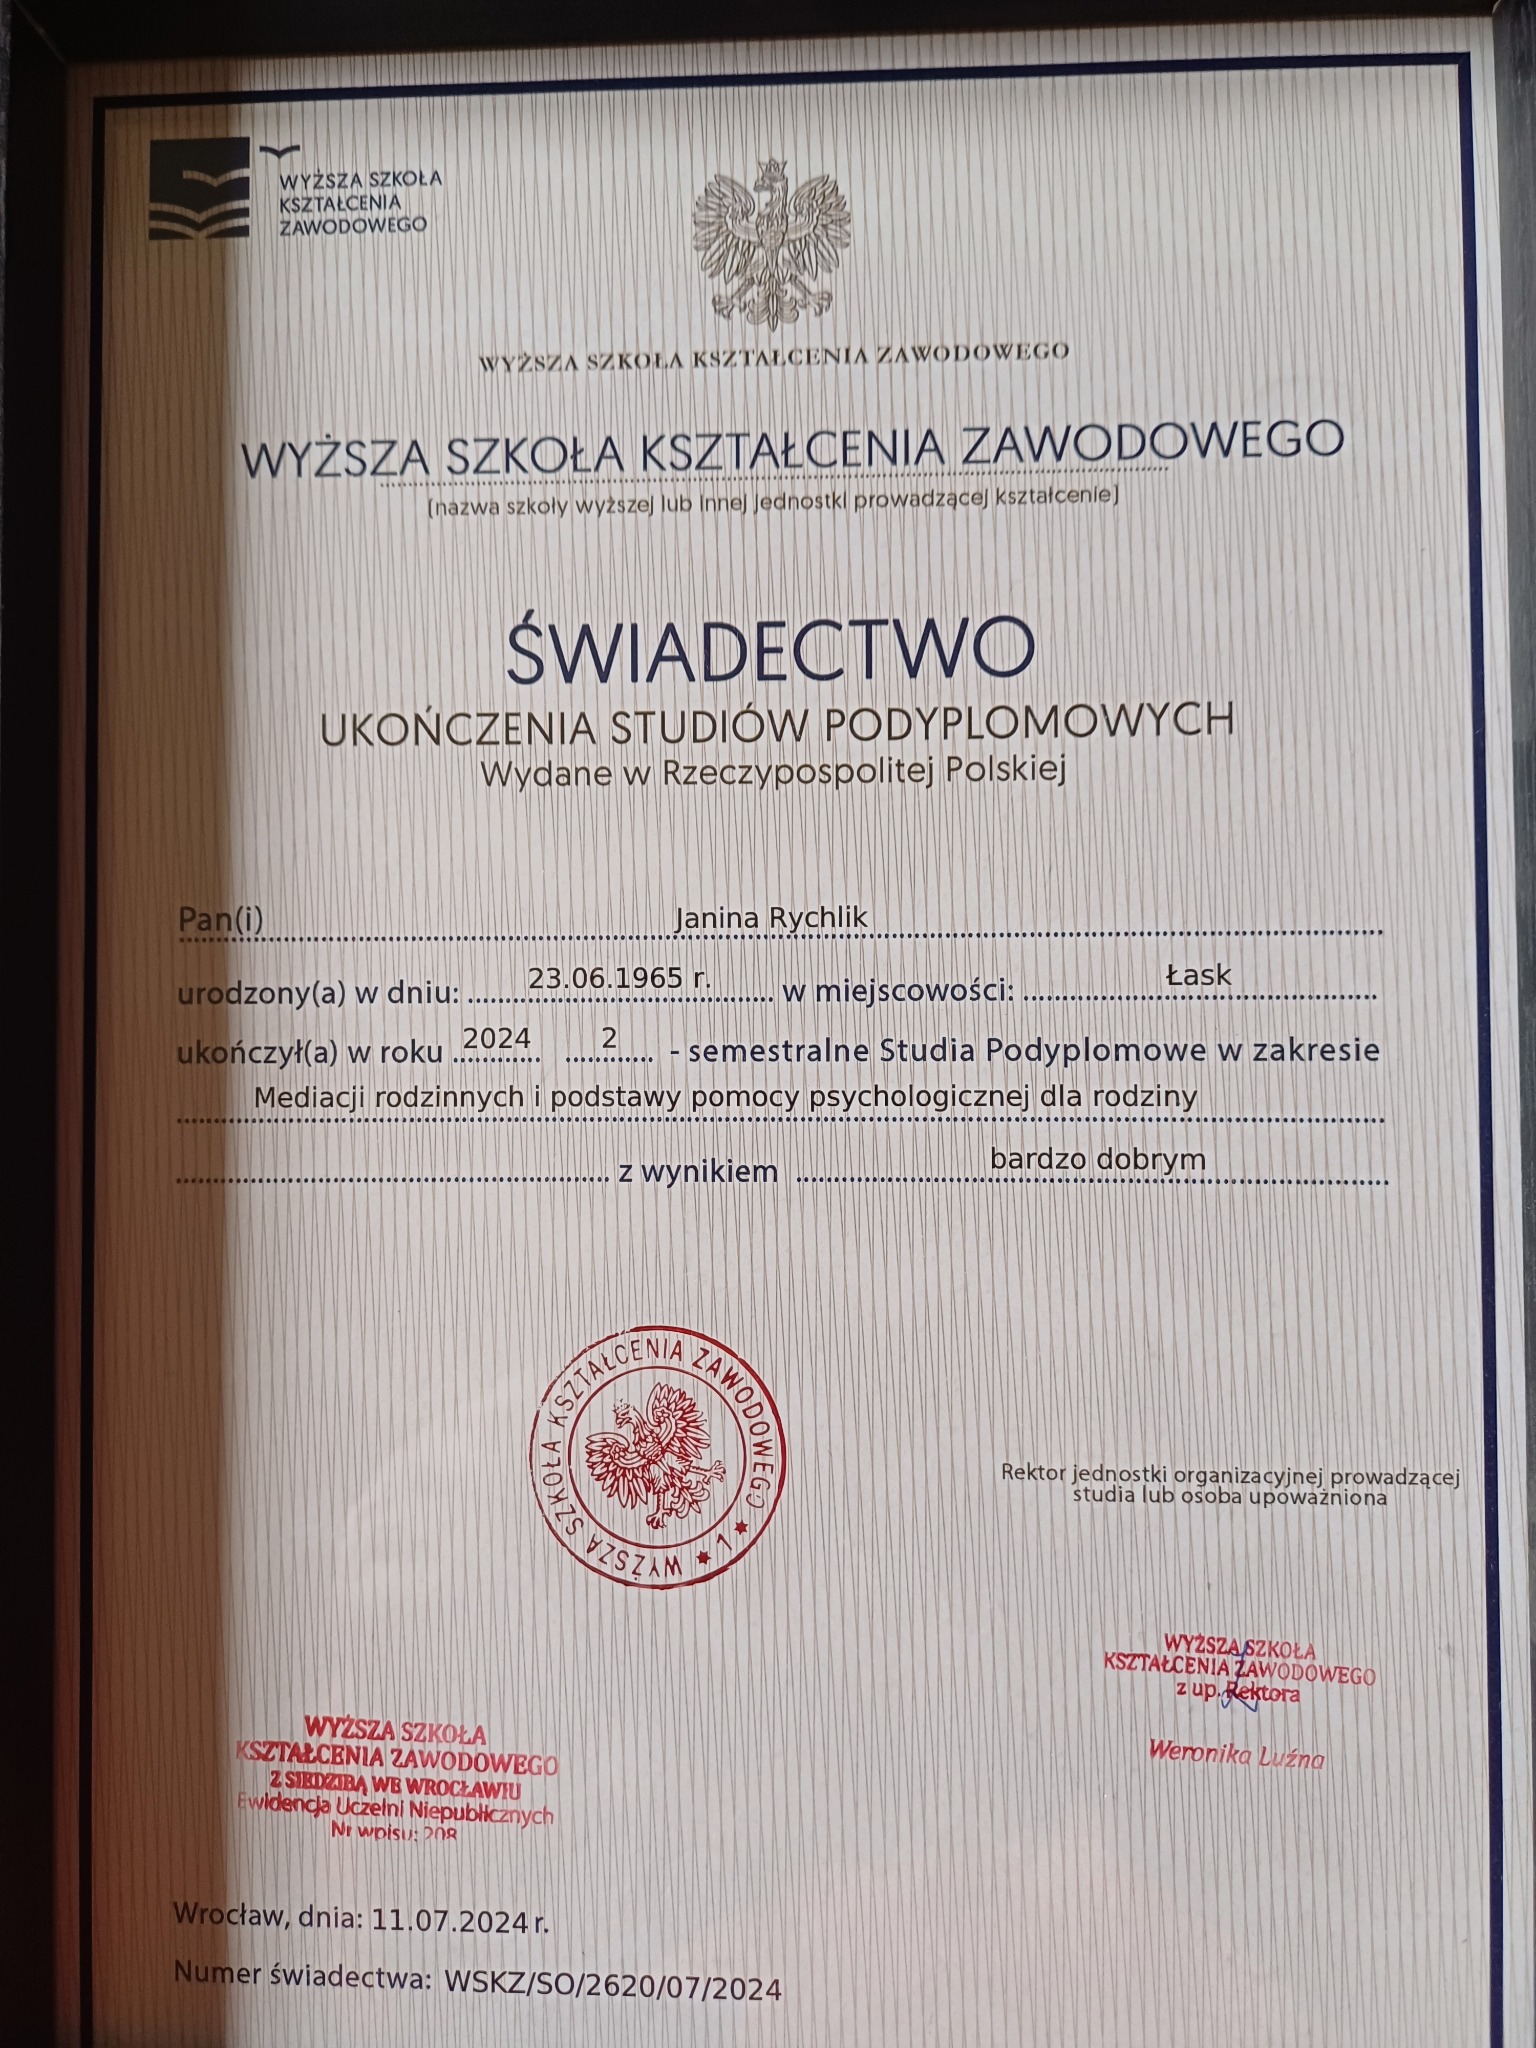 WYŻSZA SZKOŁA
KSZTAŁCENIA
ZAWODOWEGO
WYŻSZA SZKOŁA KSZTAŁCENIA ZAWODOWEGO
WYŻSZA SZKOŁA KSZTAŁCENIA ZAWODOWEGO
(nazwa szkoły wyższej lub innej jednostki prowadzącej kształcenie)
ŚWIADECTWO
UKOŃCZENIA STUDIÓW PODYPLOMOWYCH
Wydane w Rzeczypospolitej Polskiej
Pan(i) Janina Rychlik
urodzony(a) w dniu: 23.06.1965 r. w miejscowości: Łask
ukończył(a) w roku 2024 2 - semestralne Studia Podyplomowe w zakresie
Mediacji rodzinnych i podstawy pomocy psychologicznej dla rodziny
z wynikiem bardzo dobrym
WYŻSZA SZKOŁA KSZTAŁCENIA ZAWODOWEGO * 1 *
Rektor jednostki organizacyjnej prowadzącej
studia lub osoba upoważniona
WYŻSZA SZKOŁA
KSZTAŁCENIA ZAWODOWEGO
z up. Rektora
Weronika Luźna
WYŻSZA SZKOŁA
KSZTAŁCENIA ZAWODOWEGO
Z SIEDZIBĄ WE WROCŁAWIU
Ewidencja Uczelni Niepublicznych
Nr wpisu: 208
Wrocław, dnia: 11.07.2024 r.
Numer świadectwa: WSKZ/SO/2620/07/2024